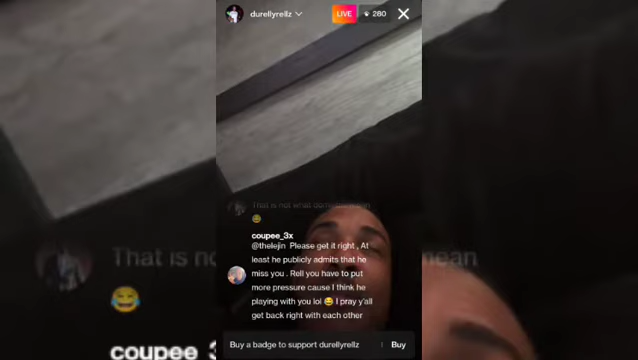 durellyrellz
LIVE
280
That is not what
coupee_3x
@thelejin Please get it right , At
least he publicly admits that he
miss you . Rell you have to put
more pressure cause I think he
playing with you lol 😂 I pray y'all
get back right with each other
Buy a badge to support durellyrellz
Buy
That is no
nean
😂
coupee 3